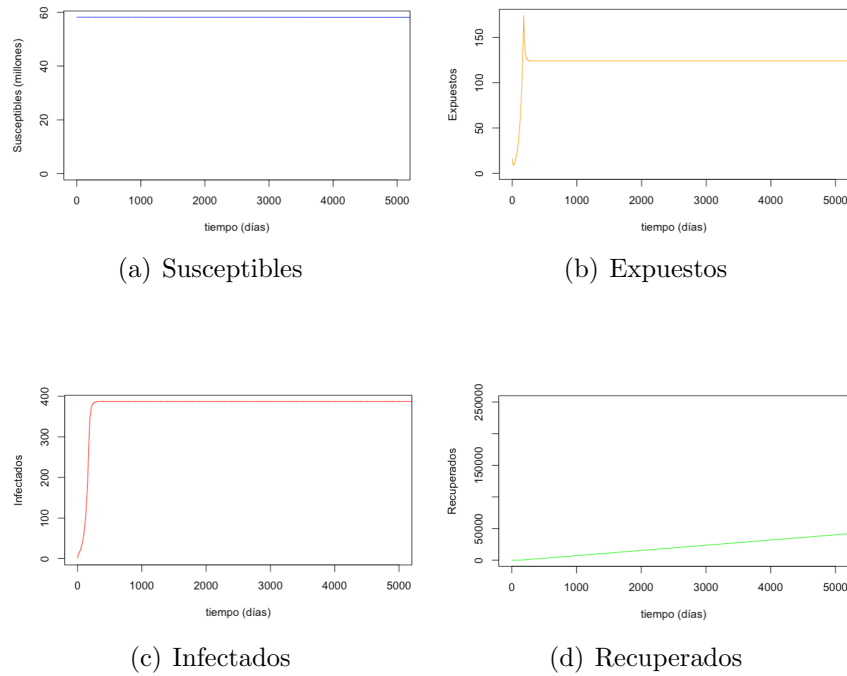 Susceptibles (millones)
60
40
20
0
0 1000 2000 3000 4000 5000
tiempo (días)
(a) Susceptibles
Expuestos
150
100
50
0
0 1000 2000 3000 4000 5000
tiempo (días)
(b) Expuestos
Infectados
400
300
200
100
0
0 1000 2000 3000 4000 5000
tiempo (días)
(c) Infectados
Recuperados
250000
150000
50000
0
0 1000 2000 3000 4000 5000
tiempo (días)
(d) Recuperados